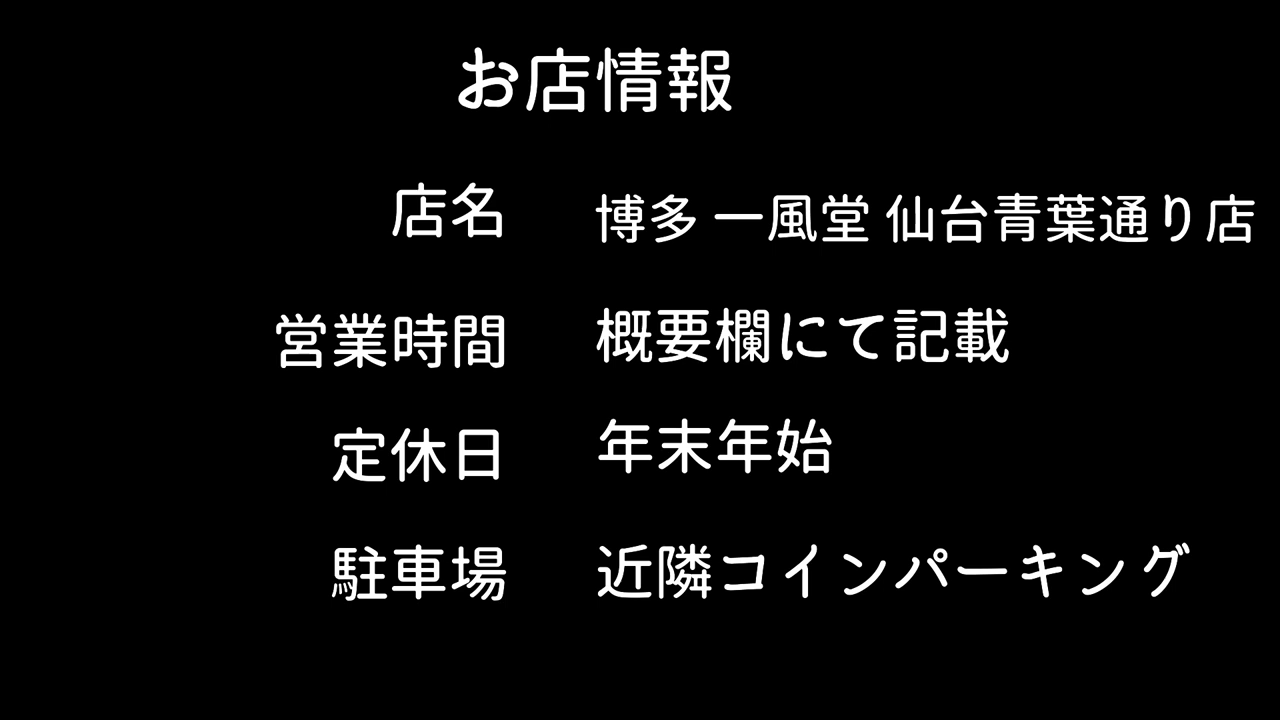 お店情報
店名 博多 一風堂 仙台青葉通り店
営業時間 概要欄にて記載
定休日 年末年始
駐車場 近隣コインパーキング